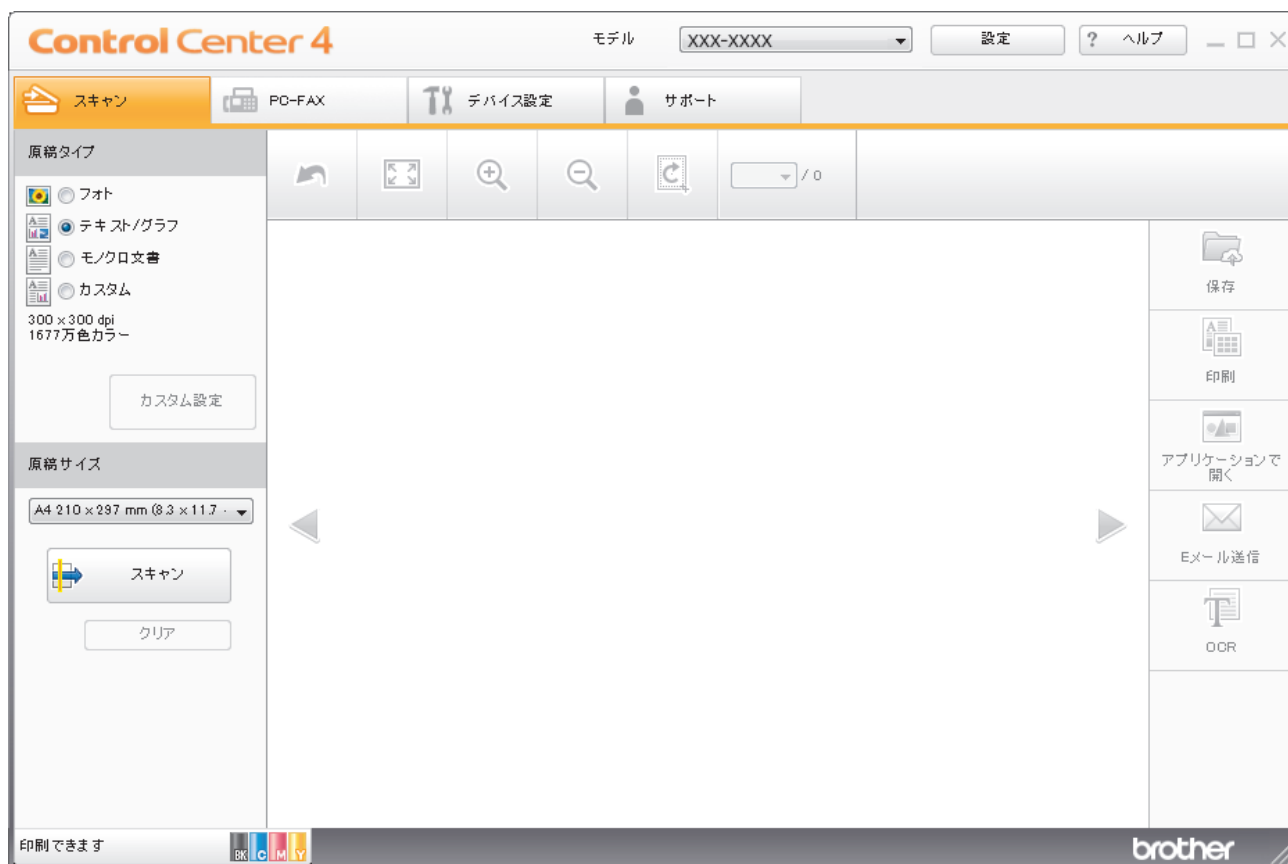 Control Center 4
モデル
XXX-XXXX
設定
? ヘルプ
スキャン
PC-FAX
デバイス設定
サポート
原稿タイプ
フォト
テキスト/グラフ
モノクロ文書
カスタム
300 x 300 dpi
1677万色カラー
カスタム設定
原稿サイズ
A4 210 x 297 mm (8.3 x 11.7
スキャン
クリア
/ 0
保存
印刷
アプリケーションで
開く
Eメール送信
OCR
印刷できます
BK C M Y
brother